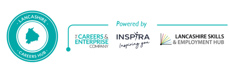 LANCASHIRE
CAREERS HUB
Powered by
THE CAREERS &
ENTERPRISE
COMPANY
INSPIRA
Inspiring you
LANCASHIRE SKILLS
& EMPLOYMENT HUB